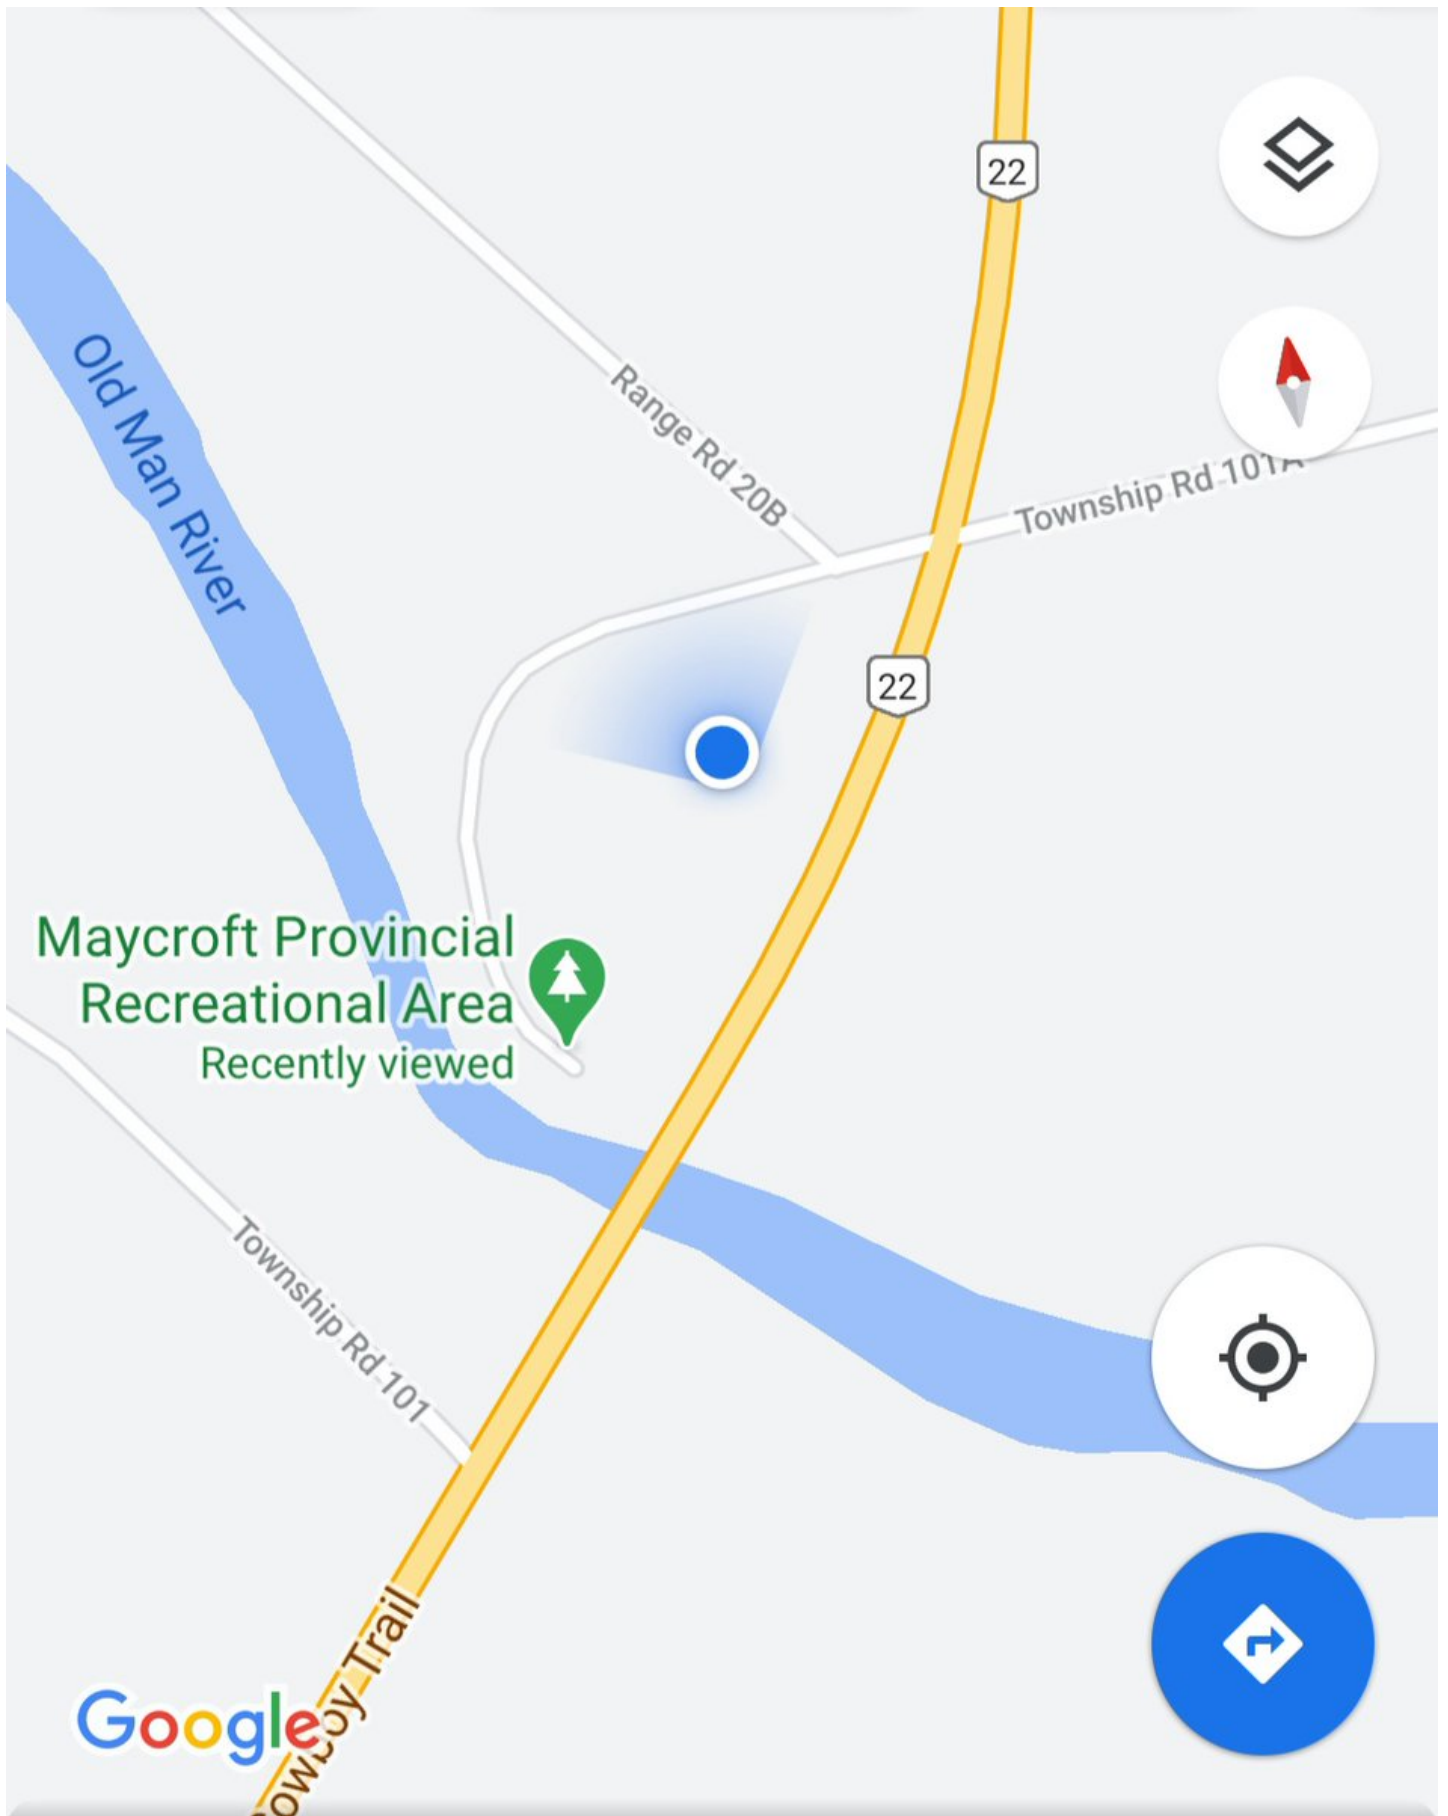 22
Old Man River
Range Rd 20B
Township Rd 101A
22
Maycroft Provincial
Recreational Area
Recently viewed
Township Rd 101
Cowboy Trail
Google